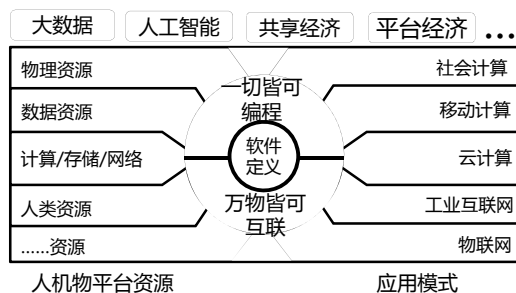 大数据 人工智能 共享经济 平台经济 ...
物理资源
数据资源
计算/存储/网络
人类资源
......资源
一切皆可
编程
软件
定义
万物皆可
互联
社会计算
移动计算
云计算
工业互联网
物联网
人机物平台资源 应用模式